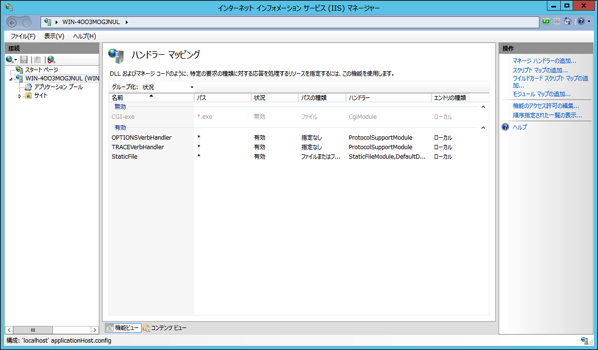 インターネット インフォメーション サービス (IIS) マネージャー
WIN-4OO3MOGJNUL
ファイル(F) 表示(V) ヘルプ(H)
接続
スタート ページ
WIN-4OO3MOGJNUL (WIN
アプリケーション プール
サイト
ハンドラー マッピング
DLL およびマネージ コードのように、特定の要求の種類に対する応答を処理するリソースを指定するには、この機能を使用します。
グループ化: 状況
名前 パス 状況 パスの種類 ハンドラー エントリの種類
無効
CGI-exe *.exe 無効 ファイル CgiModule ローカル
有効
OPTIONSVerbHandler * 有効 指定なし ProtocolSupportModule ローカル
TRACEVerbHandler * 有効 指定なし ProtocolSupportModule ローカル
StaticFile * 有効 ファイルまたはフ... StaticFileModule,DefaultD... ローカル
機能ビュー コンテンツ ビュー
操作
マネージ ハンドラーの追加...
スクリプト マップの追加...
ワイルドカード スクリプト マップの追加...
モジュール マップの追加...
機能のアクセス許可の編集...
順序指定された一覧の表示...
ヘルプ
構成: 'localhost' applicationHost.config